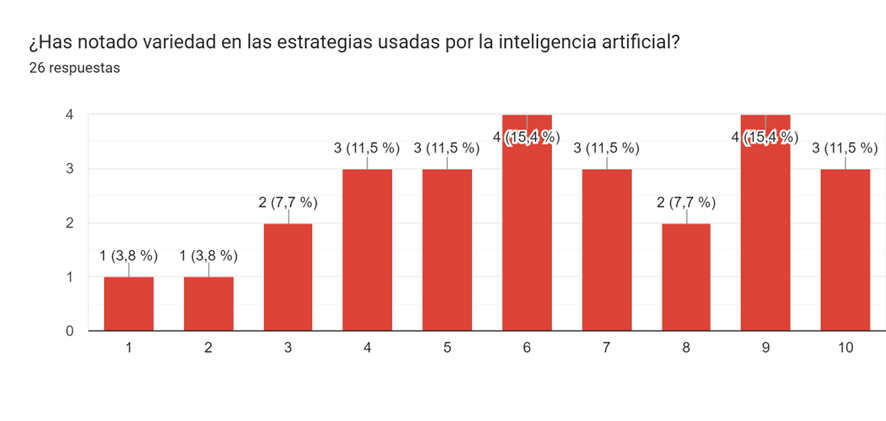 ¿Has notado variedad en las estrategias usadas por la inteligencia artificial?
26 respuestas
4
3
2
1
0
1 (3,8 %)
1 (3,8 %)
2 (7,7 %)
3 (11,5 %)
3 (11,5 %)
4 (15,4 %)
3 (11,5 %)
2 (7,7 %)
4 (15,4 %)
3 (11,5 %)
1 2 3 4 5 6 7 8 9 10